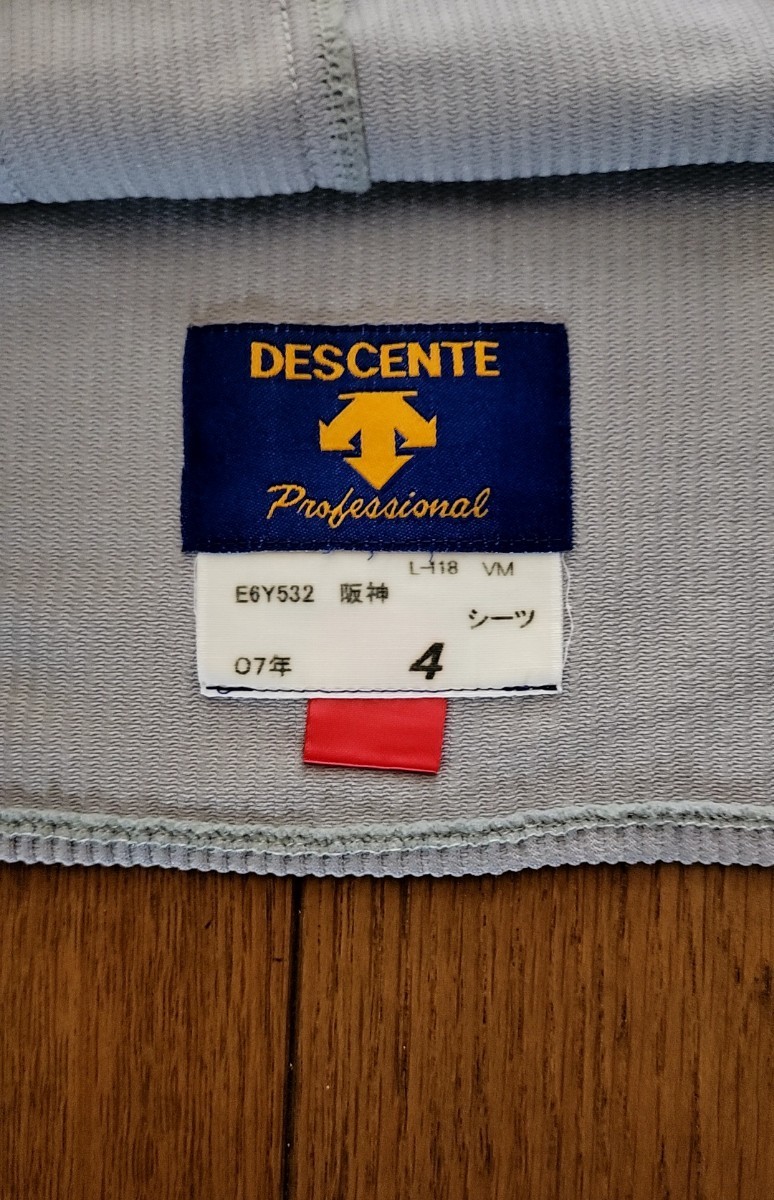 DESCENTE
Professional
L-118 VM
E6Y532 阪神
シーツ
07年 4